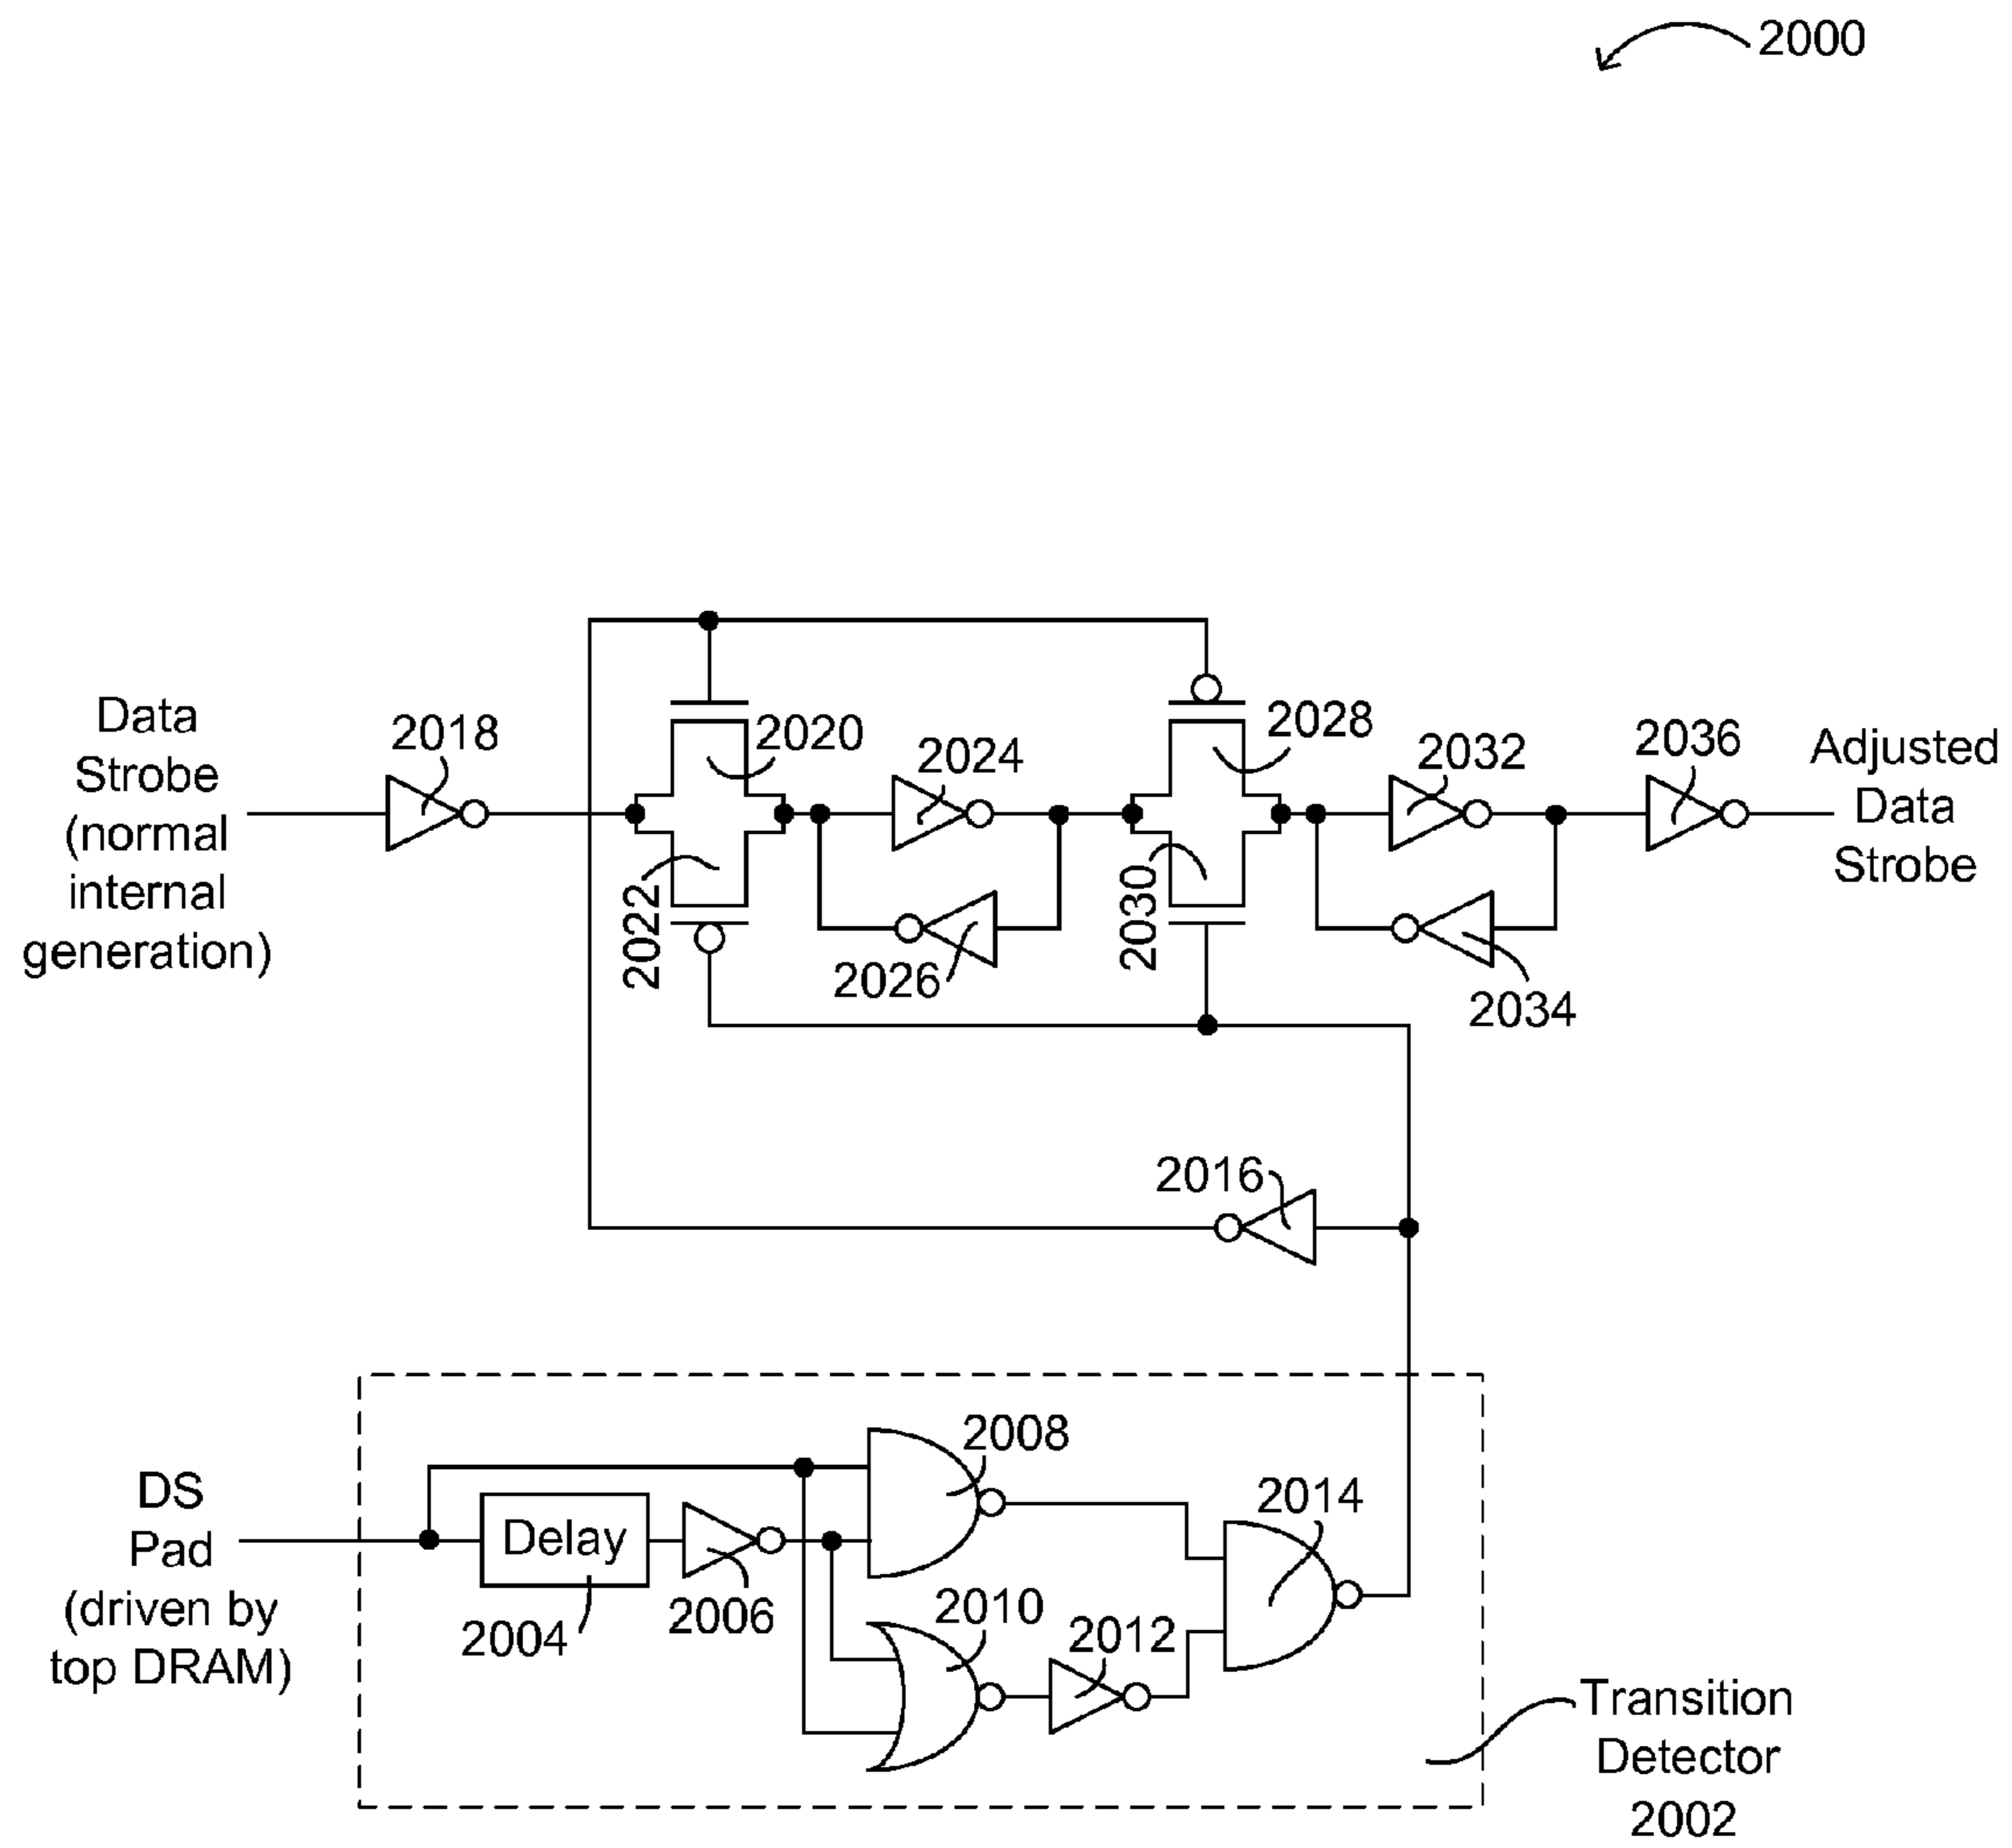 2000
Data
Strobe
(normal
internal
generation)
2018
2020
2022
2024
2026
2028
2030
2032
2034
2036
Adjusted
Data
Strobe
2016
DS
Pad
(driven by
top DRAM)
Delay
2004
2006
2008
2010
2012
2014
Transition
Detector
2002